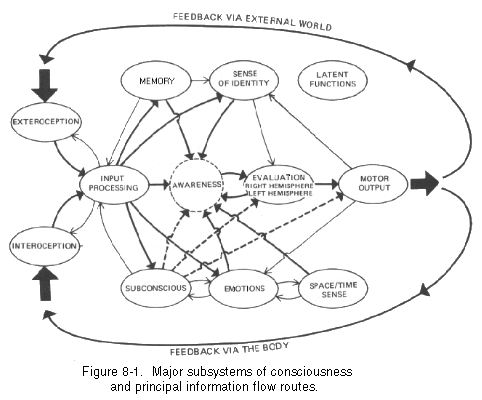 FEEDBACK VIA EXTERNAL WORLD
MEMORY
SENSE
OF IDENTITY
LATENT
FUNCTIONS
EXTEROCEPTION
INPUT
PROCESSING
AWARENESS
EVALUATION
RIGHT HEMISPHERE
LEFT HEMISPHERE
MOTOR
OUTPUT
INTEROCEPTION
SUBCONSCIOUS
EMOTIONS
SPACE/TIME
SENSE
FEEDBACK VIA THE BODY
Figure 8-1. Major subsystems of consciousness
and principal information flow routes.